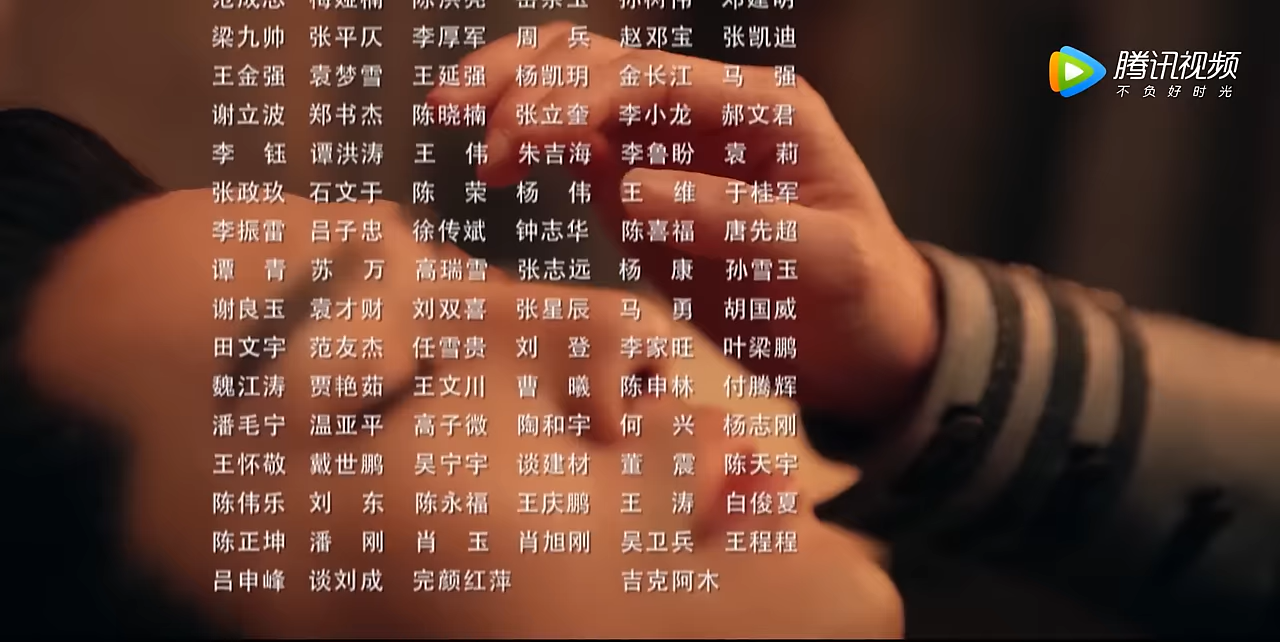 梁九帅 张平仄 李厚军 周 兵 赵邓宝 张凯迪
王金强 袁梦雪 王延强 杨凯玥 金长江 马 强
谢立波 郑书杰 陈晓楠 张立奎 李小龙 郝文君
李 钰 谭洪涛 王 伟 朱吉海 李鲁盼 袁 莉
张政玖 石文于 陈 荣 杨 伟 王 维 于桂军
李振雷 吕子忠 徐传斌 钟志华 陈喜福 唐先超
谭 青 苏 万 高瑞雪 张志远 杨 康 孙雪玉
谢良玉 袁才财 刘双喜 张星辰 马 勇 胡国威
田文宇 范友杰 任雪贵 刘 登 李家旺 叶梁鹏
魏江涛 贾艳茹 王文川 曹 曦 陈申林 付腾辉
潘毛宁 温亚平 高子微 陶和宇 何 兴 杨志刚
王怀敬 戴世鹏 吴宁宇 谈建材 董 震 陈天宇
陈伟乐 刘 东 陈永福 王庆鹏 王 涛 白俊夏
陈正坤 潘 刚 肖 玉 肖旭刚 吴卫兵 王程程
吕申峰 谈刘成 完颜红萍 吉克阿木
腾讯视频
不负好时光